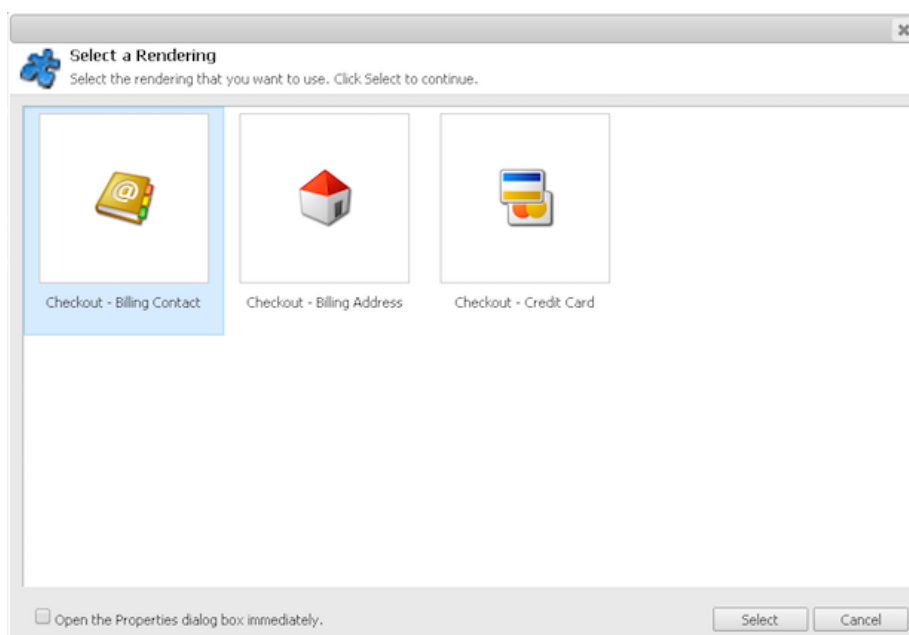 Select a Rendering
Select the rendering that you want to use. Click Select to continue.
@
Checkout - Billing Contact
Checkout - Billing Address
Checkout - Credit Card
Open the Properties dialog box immediately.
Select
Cancel